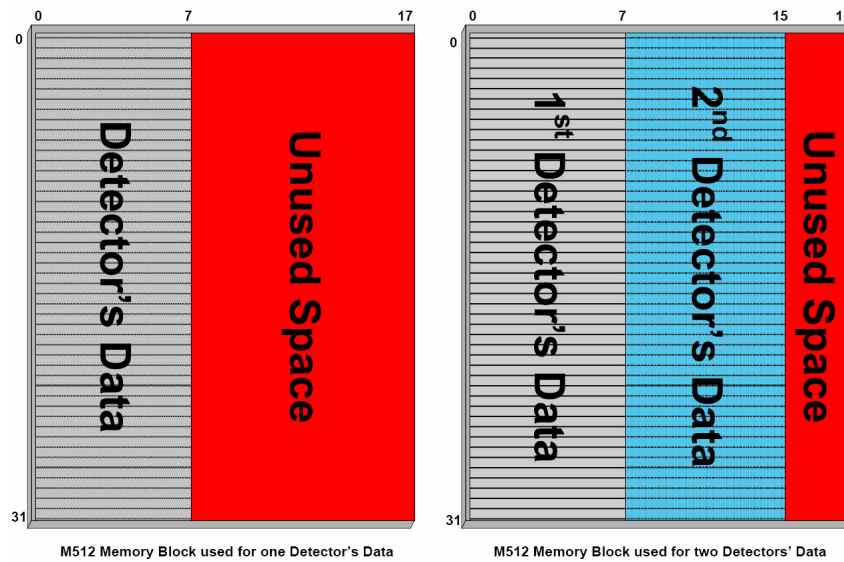 0 7 17
0
Detector's Data
Unused Space
31
M512 Memory Block used for one Detector's Data
0 7 15 1
0
1st Detector's Data
2nd Detector's Data
Unused Space
31
M512 Memory Block used for two Detectors' Data